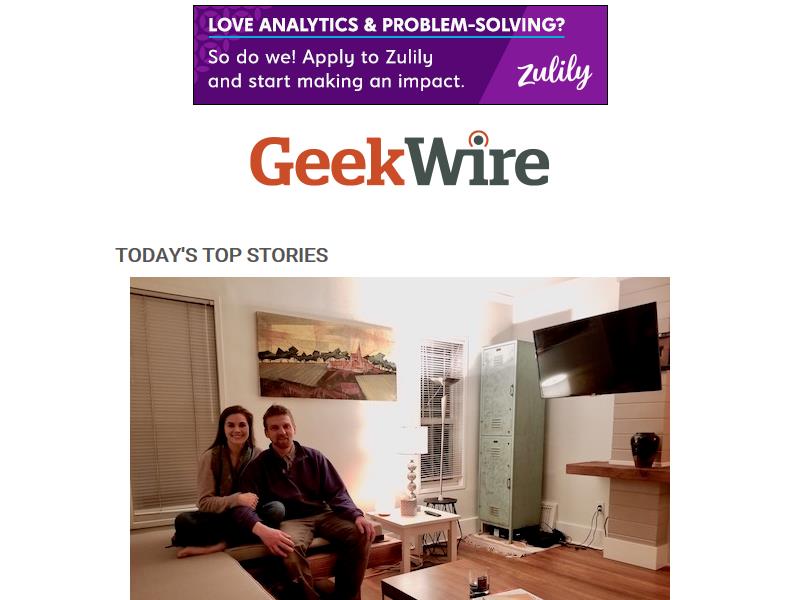 LOVE ANALYTICS & PROBLEM-SOLVING?
So do we! Apply to Zulily
and start making an impact.
zulily
GeekWire
TODAY'S TOP STORIES